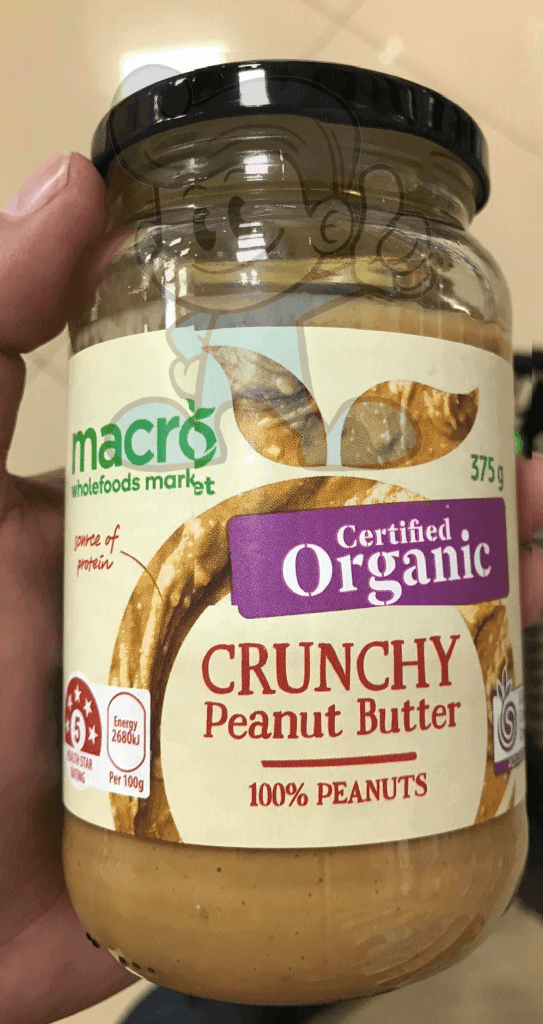 macro
wholefoods market
375g
source of
protein
Certified
Organic
CRUNCHY
Peanut Butter
100% PEANUTS
5
HEALTH STAR
RATING
Energy
2680kJ
Per 100g